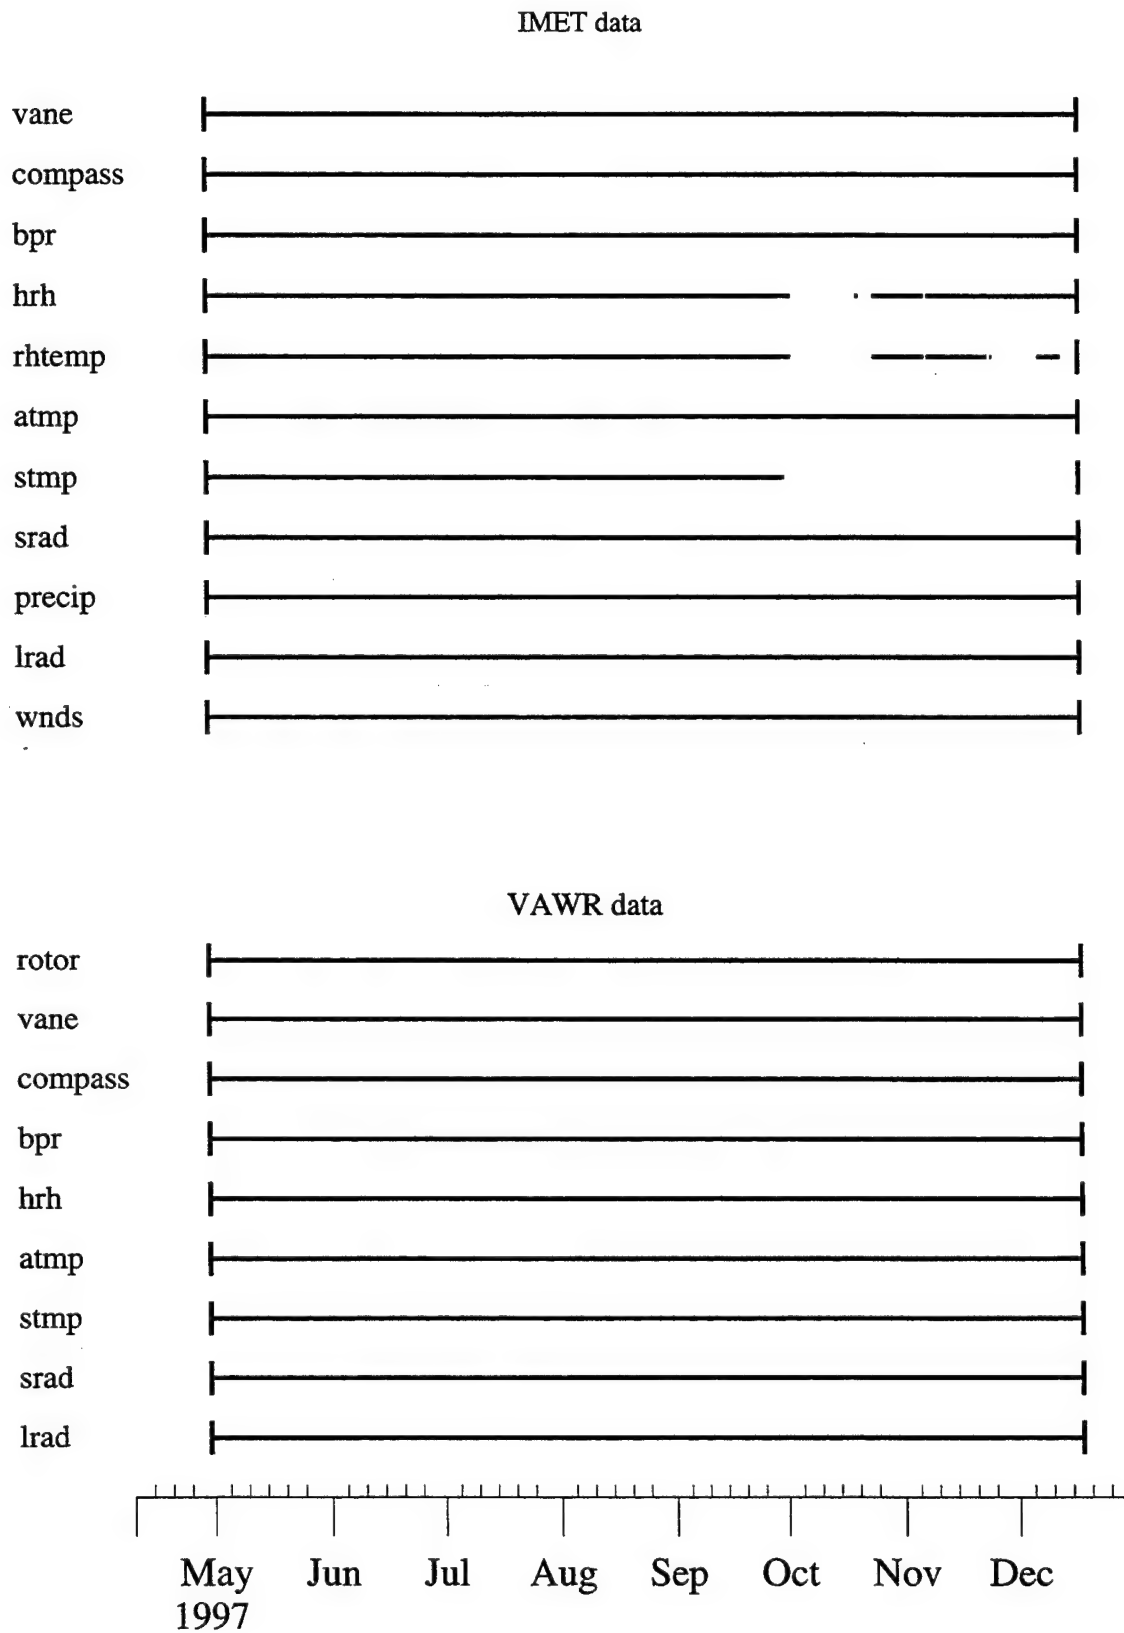 IMET data
vane
compass
bpr
hrh
rhtemp
atmp
stmp
srad
precip
lrad
wnds
VAWR data
rotor
vane
compass
bpr
hrh
atmp
stmp
srad
lrad
May Jun Jul Aug Sep Oct Nov Dec
1997